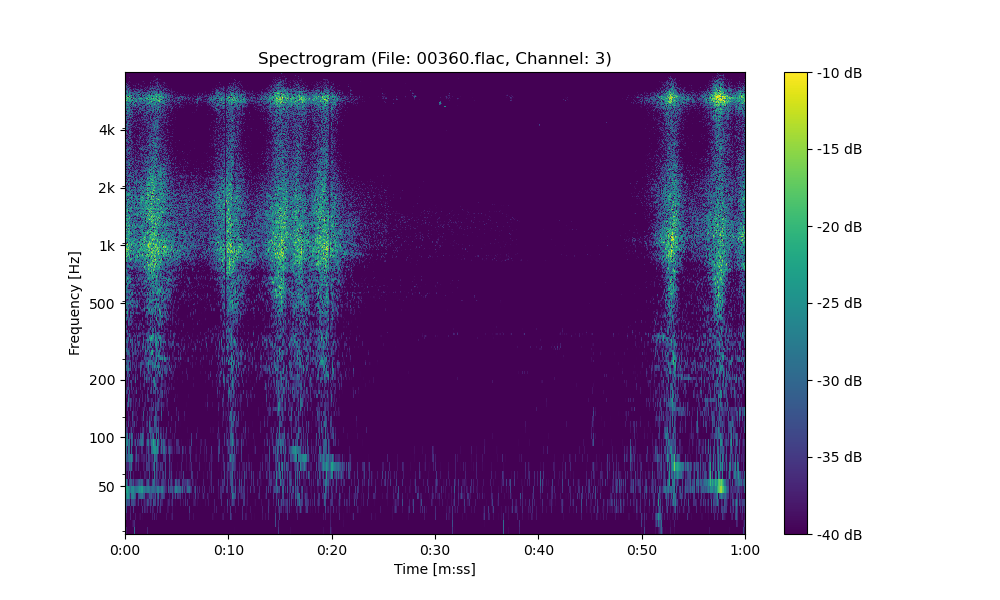 Spectrogram (File: 00360.flac, Channel: 3)
Frequency [Hz]
4k
2k
1k
500
200
100
50
0:00 0:10 0:20 0:30 0:40 0:50 1:00
Time [m:ss]
-10 dB
-15 dB
-20 dB
-25 dB
-30 dB
-35 dB
-40 dB